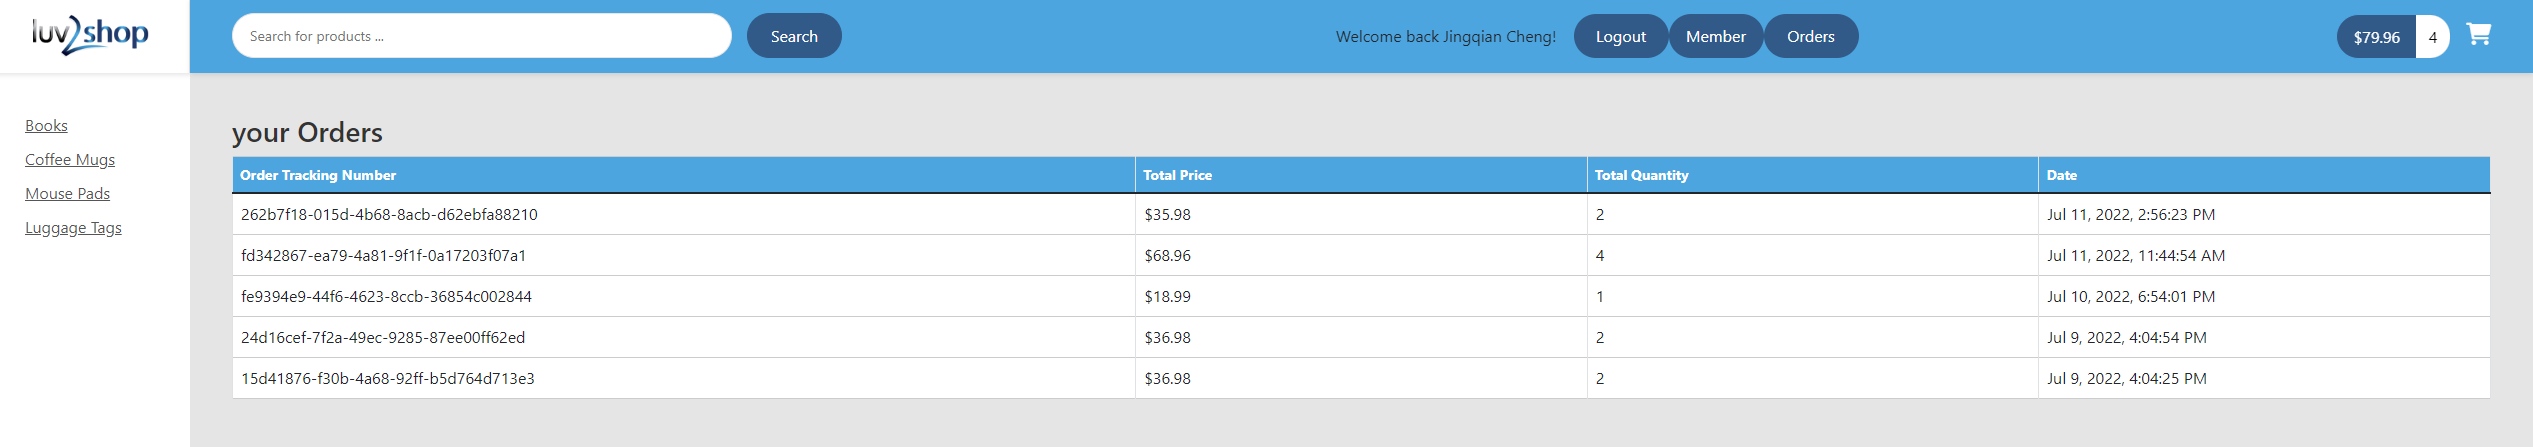 luv2shop
Search for products ...
Search
Welcome back Jingqian Cheng!
Logout
Member
Orders
$79.96 4
Books
Coffee Mugs
Mouse Pads
Luggage Tags
your Orders
Order Tracking Number Total Price Total Quantity Date
262b7f18-015d-4b68-8acb-d62ebfa88210 $35.98 2 Jul 11, 2022, 2:56:23 PM
fd342867-ea79-4a81-9f1f-0a17203f07a1 $68.96 4 Jul 11, 2022, 11:44:54 AM
fe9394e9-44f6-4623-8ccb-36854c002844 $18.99 1 Jul 10, 2022, 6:54:01 PM
24d16cef-7f2a-49ec-9285-87ee00ff62ed $36.98 2 Jul 9, 2022, 4:04:54 PM
15d41876-f30b-4a68-92ff-b5d764d713e3 $36.98 2 Jul 9, 2022, 4:04:25 PM